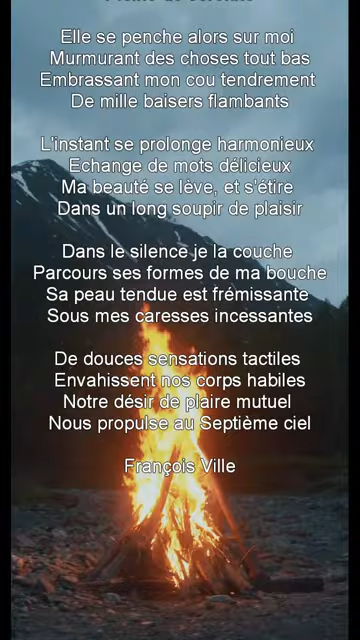 Elle se penche alors sur moi
Murmurant des choses tout bas
Embrassant mon cou tendrement
De mille baisers flambants
L'instant se prolonge harmonieux
Echange de mots délicieux
Ma beauté se lève, et s'étire
Dans un long soupir de plaisir
Dans le silence je la couche
Parcours ses formes de ma bouche
Sa peau tendue est frémissante
Sous mes caresses incessantes
De douces sensations tactiles
Envahissent nos corps habiles
Notre désir de plaire mutuel
Nous propulse au Septième ciel
François Ville